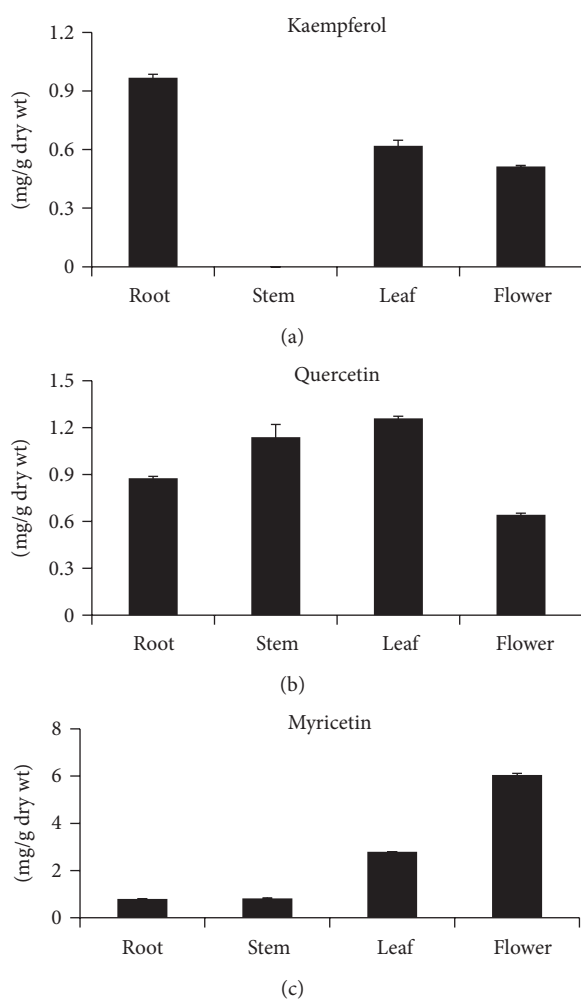 Kaempferol
(mg/g dry wt)
1.2
0.9
0.6
0.3
0
Root Stem Leaf Flower
(a)
Quercetin
(mg/g dry wt)
1.5
1.2
0.9
0.6
0.3
0
Root Stem Leaf Flower
(b)
Myricetin
(mg/g dry wt)
8
6
4
2
0
Root Stem Leaf Flower
(c)